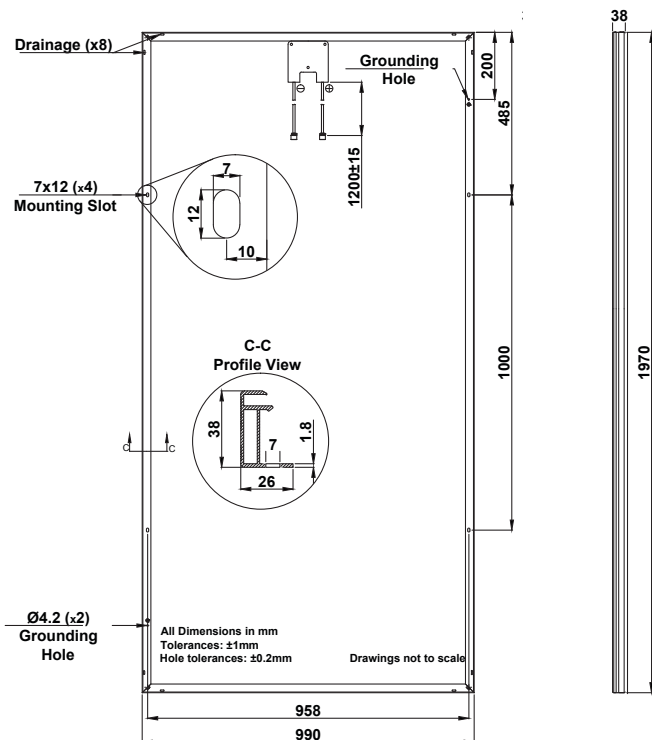 38
Drainage (x8)
Grounding
Hole
200
485
1200±15
7x12 (x4)
Mounting Slot
7
12
10
C-C
Profile View
38
7
1.8
26
C
C
1000
1970
Ø4.2 (x2)
Grounding
Hole
All Dimensions in mm
Tolerances: ±1mm
Hole tolerances: ±0.2mm
Drawings not to scale
958
990